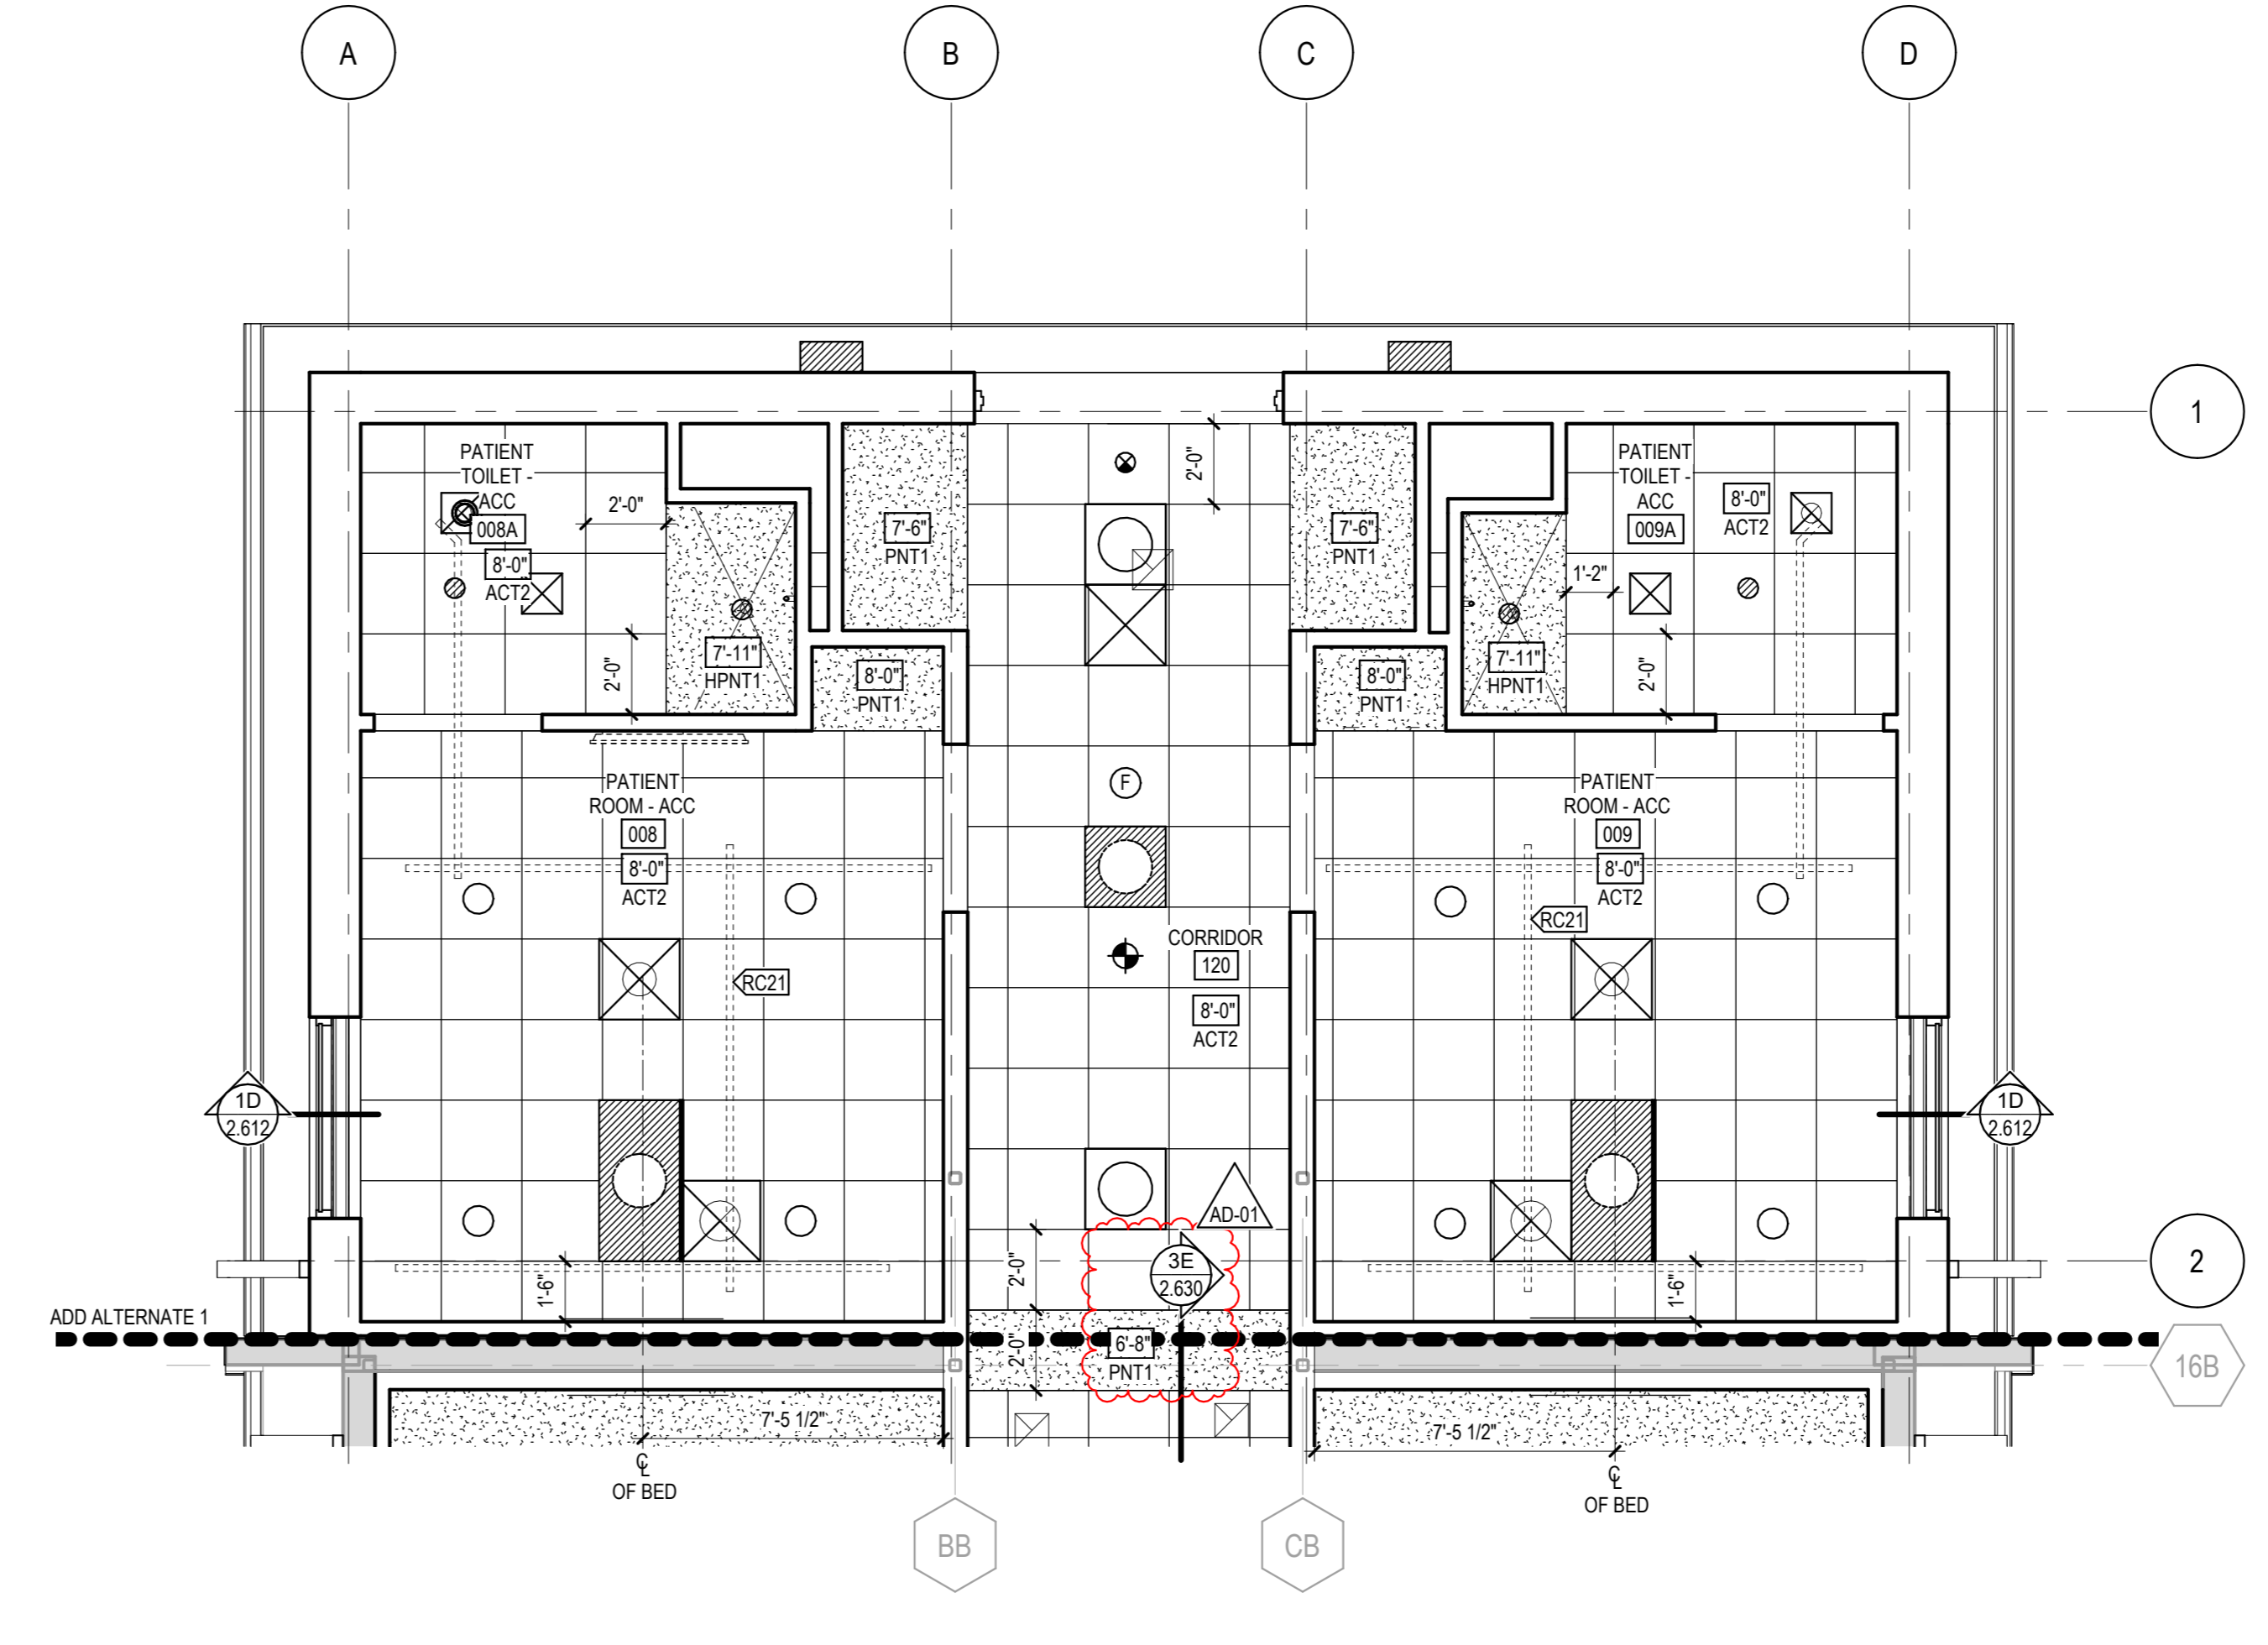 A
B
C
D
1
PATIENT
TOILET -
ACC
008A
8'-0"
ACT2
2'-0"
2'-0"
7'-11"
HPNT1
7'-6"
PNT1
8'-0"
PNT1
2'-0"
7'-6"
PNT1
8'-0"
PNT1
7'-11"
HPNT1
1'-2"
PATIENT
TOILET -
ACC
009A
8'-0"
ACT2
2'-0"
PATIENT
ROOM - ACC
008
8'-0"
ACT2
RC21
F
CORRIDOR
120
8'-0"
ACT2
PATIENT
ROOM - ACC
009
8'-0"
ACT2
RC21
1D
2.612
1D
2.612
AD-01
3E
2.630
2'-0"
2'-0"
6'-8"
PNT1
1'-6"
1'-6"
2
ADD ALTERNATE 1
16B
7'-5 1/2"
7'-5 1/2"
CL
OF BED
CL
OF BED
BB
CB